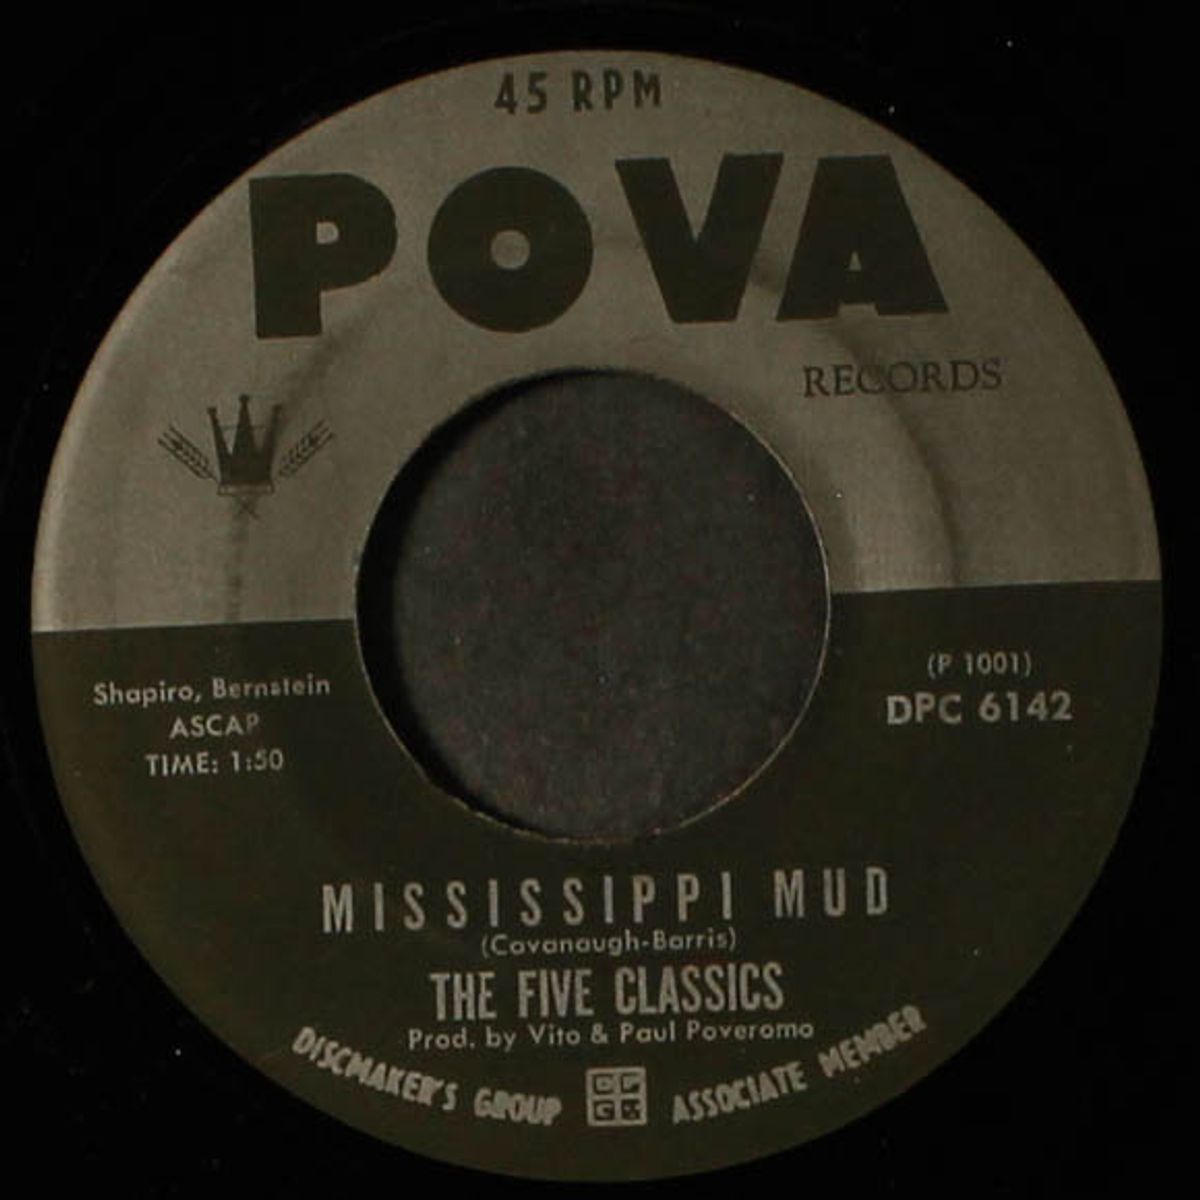 45 RPM
POVA
RECORDS
Shapiro, Bernstein
ASCAP
TIME: 1:50
(P 1001)
DPC 6142
MISSISSIPPI MUD
(Cavanaugh-Barris)
THE FIVE CLASSICS
Prod. by Vito & Paul Poveromo
DISCMAKER'S GROUP ASSOCIATE MEMBER